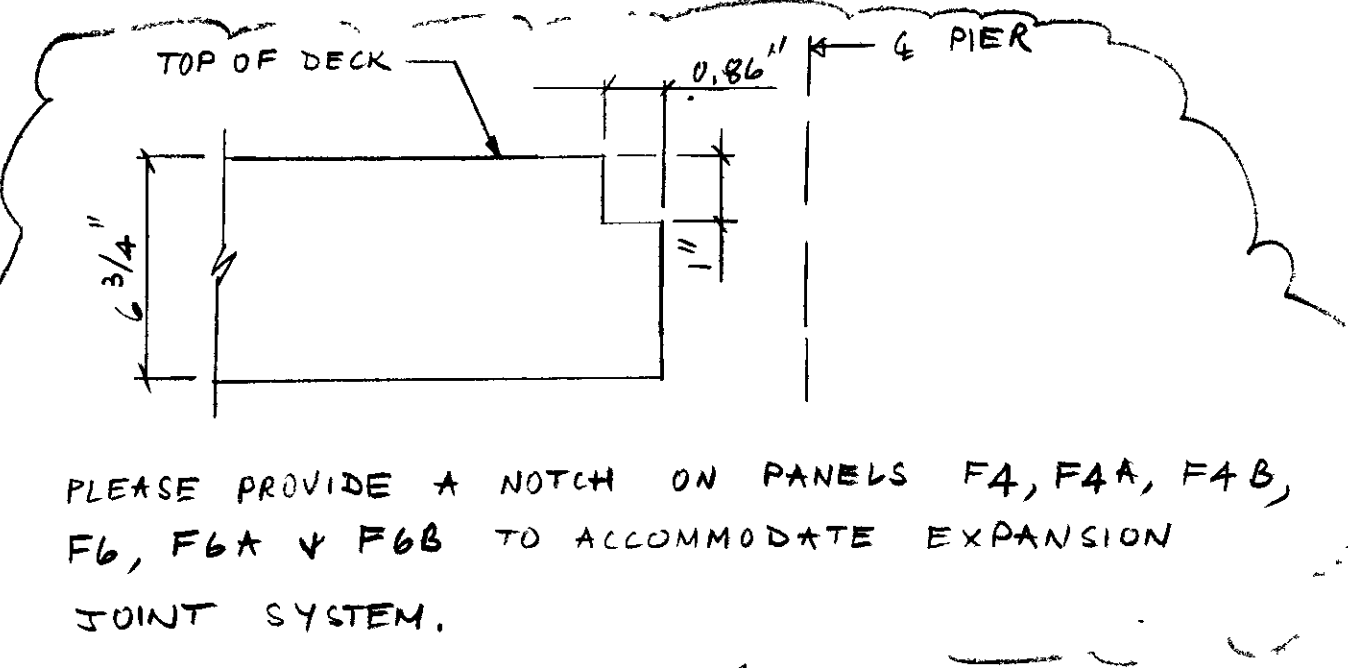 TOP OF DECK
0.86"
℄ PIER
6 3/4"
1"
PLEASE PROVIDE A NOTCH ON PANELS F4, F4A, F4B,
F6, F6A & F6B TO ACCOMMODATE EXPANSION
JOINT SYSTEM.